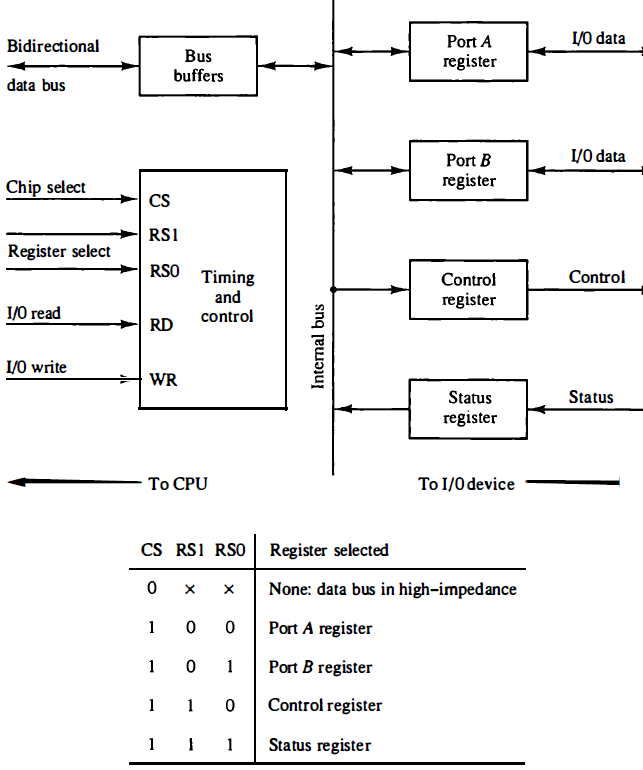 Bidirectional
data bus
Bus
buffers
Port A
register
I/O data
Port B
register
I/O data
Chip select
CS
RS1
Register select
RS0
Timing
and
control
I/O read
RD
I/O write
WR
Internal bus
Control
register
Control
Status
register
Status
To CPU
To I/O device
CS RS1 RS0 Register selected
0 × × None: data bus in high-impedance
1 0 0 Port A register
1 0 1 Port B register
1 1 0 Control register
1 1 1 Status register